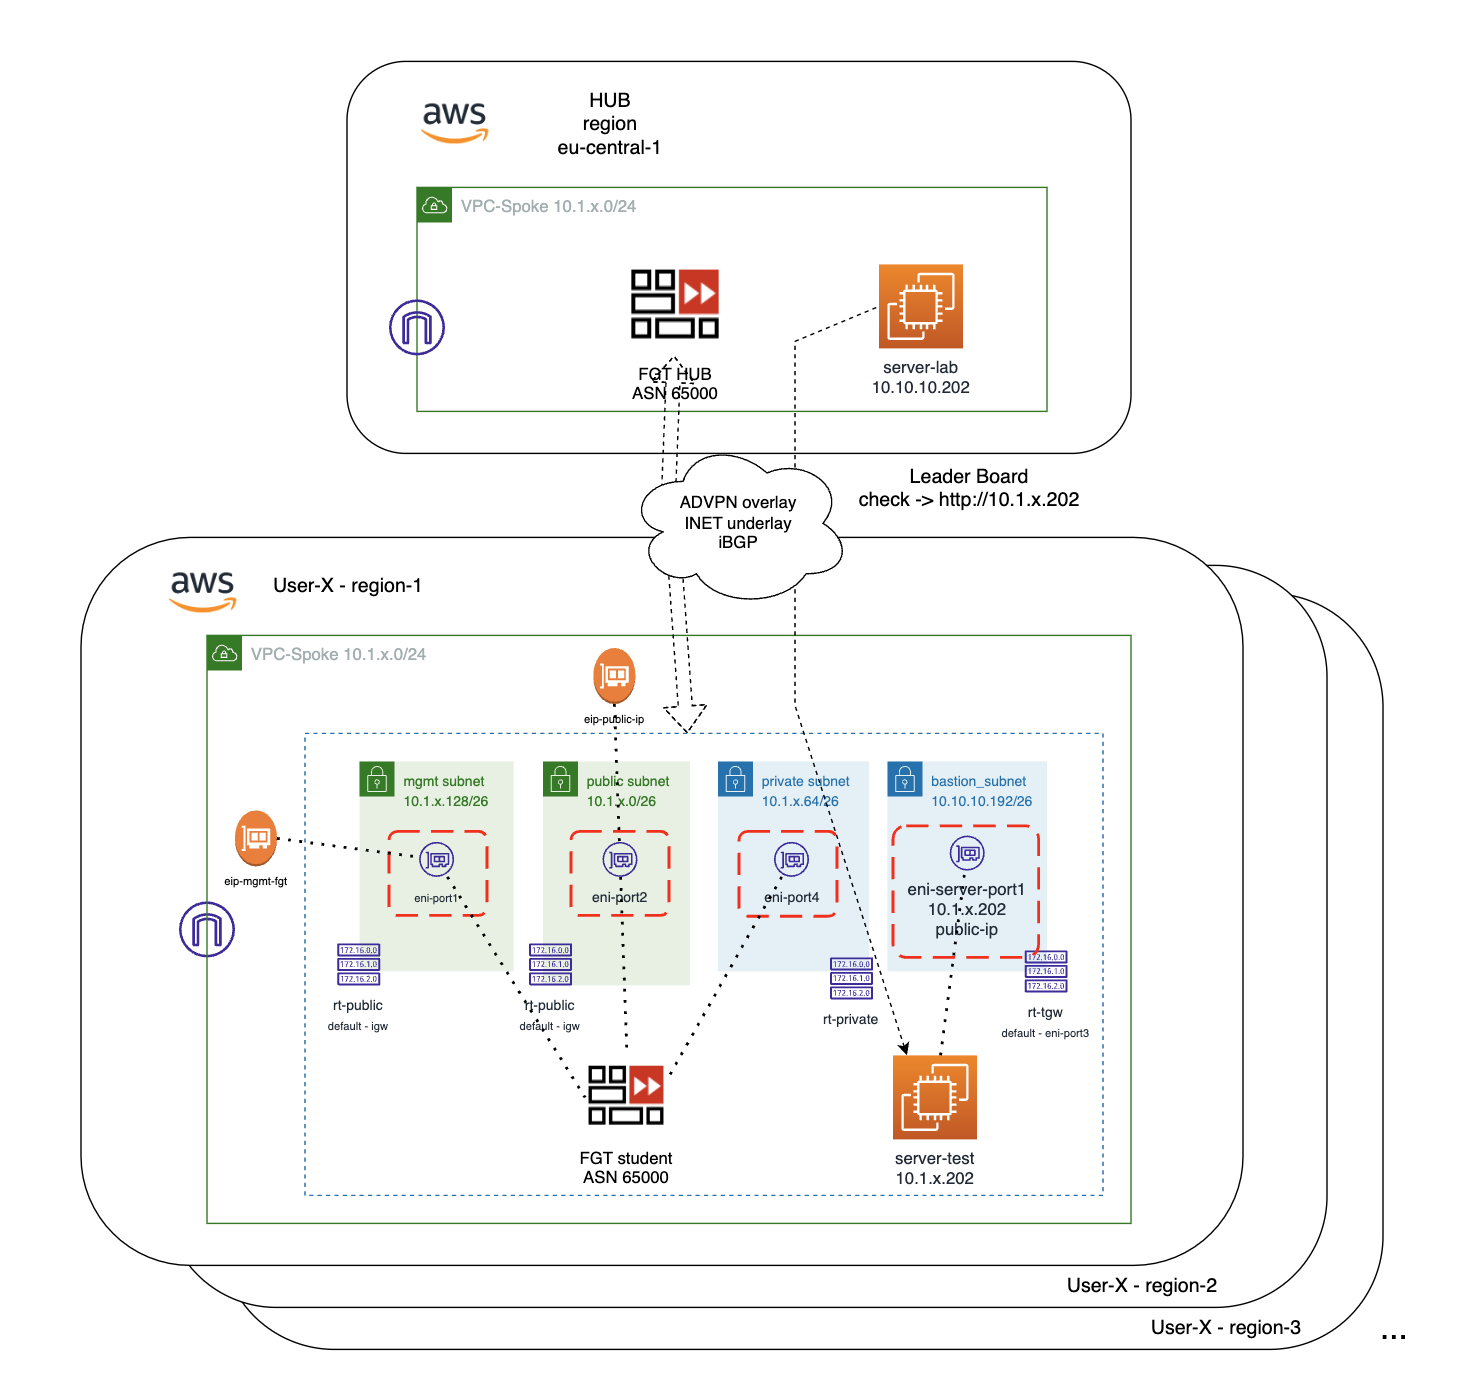 aws
HUB
region
eu-central-1
VPC-Spoke 10.1.x.0/24
FGT HUB
ASN 65000
server-lab
10.10.10.202
Leader Board
check -> http://10.1.x.202
ADVPN overlay
INET underlay
iBGP
aws
User-X - region-1
VPC-Spoke 10.1.x.0/24
eip-public-ip
mgmt subnet
10.1.x.128/26
public subnet
10.1.x.0/26
private subnet
10.1.x.64/26
bastion_subnet
10.10.10.192/26
eip-mgmt-fgt
eni-port1
eni-port2
eni-port4
eni-server-port1
10.1.x.202
public-ip
172.16.0.0
172.16.1.0
172.16.2.0
rt-public
default - igw
172.16.0.0
172.16.1.0
172.16.2.0
rt-public
default - igw
172.16.0.0
172.16.1.0
172.16.2.0
rt-private
172.16.0.0
172.16.1.0
172.16.2.0
rt-tgw
default - eni-port3
FGT student
ASN 65000
server-test
10.1.x.202
User-X - region-2
User-X - region-3
...